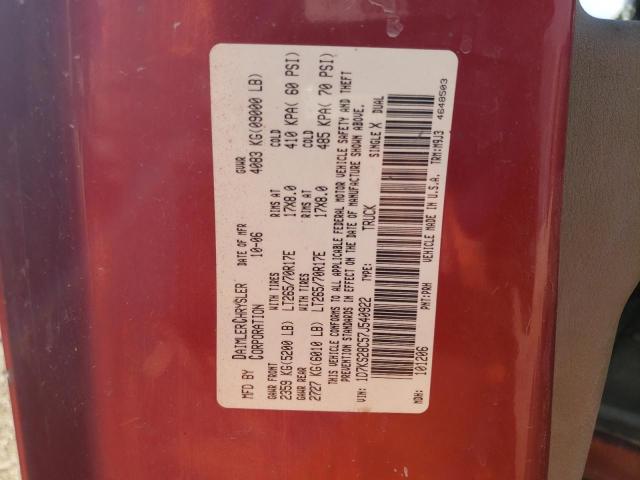 MFD BY DAIMLERCHRYSLER CORPORATION DATE OF MFR 10-06 GVWR 4083 KG(09000 LB)
GAWR FRONT WITH TIRES RIMS AT COLD
2359 KG(5200 LB) LT265/70R17E 17X8.0 410 KPA( 60 PSI)
GAWR REAR WITH TIRES RIMS AT COLD
2727 KG(6010 LB) LT265/70R17E 17X8.0 485 KPA( 70 PSI)
THIS VEHICLE CONFORMS TO ALL APPLICABLE FEDERAL MOTOR VEHICLE SAFETY AND THEFT
PREVENTION STANDARDS IN EFFECT ON THE DATE OF MANUFACTURE SHOWN ABOVE.
VIN: 1D7KS28C57J540922 TYPE: TRUCK SINGLE X DUAL
MDH: 101206 PNT: PRH VEHICLE MADE IN U.S.A. TRM: M9J3
4648503